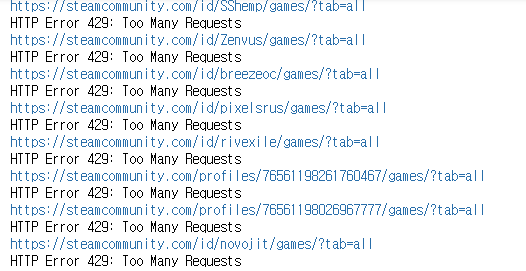 https://steamcommunity.com/id/SShemp/games/?tab=all
HTTP Error 429: Too Many Requests
https://steamcommunity.com/id/Zenvus/games/?tab=all
HTTP Error 429: Too Many Requests
https://steamcommunity.com/id/breezeoc/games/?tab=all
HTTP Error 429: Too Many Requests
https://steamcommunity.com/id/pixelsrus/games/?tab=all
HTTP Error 429: Too Many Requests
https://steamcommunity.com/id/rivexile/games/?tab=all
HTTP Error 429: Too Many Requests
https://steamcommunity.com/profiles/76561198261760467/games/?tab=all
HTTP Error 429: Too Many Requests
https://steamcommunity.com/profiles/76561198026967777/games/?tab=all
HTTP Error 429: Too Many Requests
https://steamcommunity.com/id/novojit/games/?tab=all
HTTP Error 429: Too Many Requests